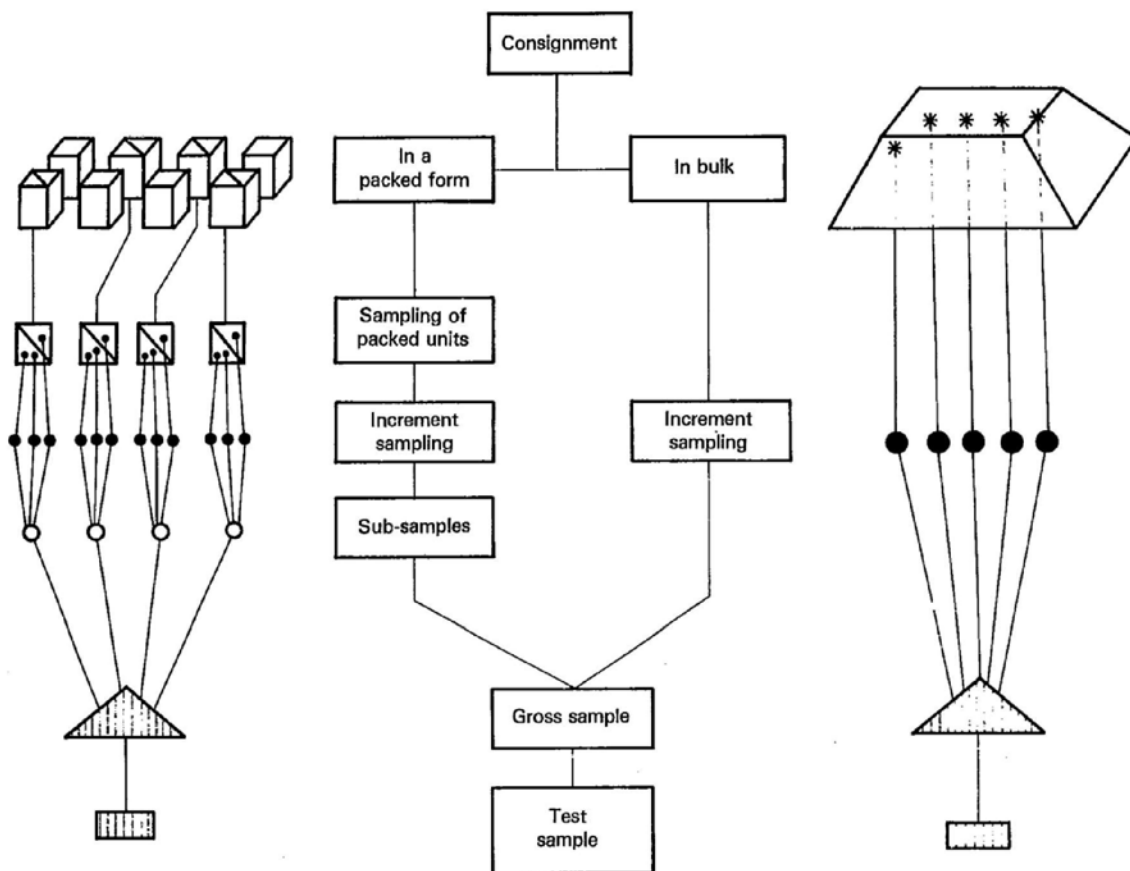 Consignment
In a
packed form
In bulk
Sampling of
packed units
Increment
sampling
Increment
sampling
Sub-samples
Gross sample
Test
sample